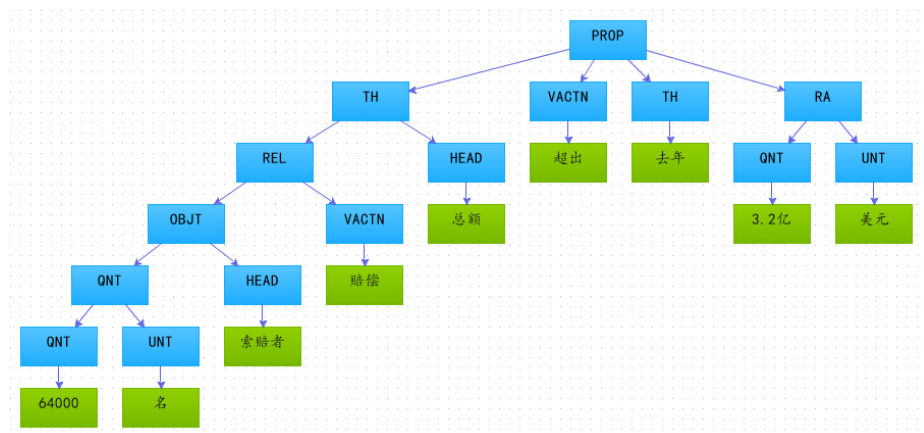 PROP
TH VACTN TH RA
REL HEAD 超出 去年 QNT UNT
OBJT VACTN 总额 3.2亿 美元
QNT HEAD 赔偿
QNT UNT 索赔者
64000 名